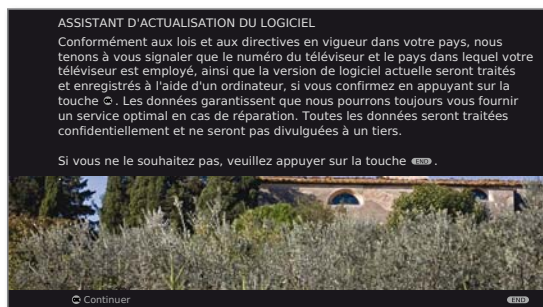 ASSISTANT D'ACTUALISATION DU LOGICIEL
Conformément aux lois et aux directives en vigueur dans votre pays, nous
tenons à vous signaler que le numéro du téléviseur et le pays dans lequel votre
téléviseur est employé, ainsi que la version de logiciel actuelle seront traités
et enregistrés à l'aide d'un ordinateur, si vous confirmez en appuyant sur la
touche OK. Les données garantissent que nous pourrons toujours vous fournir
un service optimal en cas de réparation. Toutes les données seront traitées
confidentiellement et ne seront pas divulguées à un tiers.
Si vous ne le souhaitez pas, veuillez appuyer sur la touche END.
OK Continuer
END